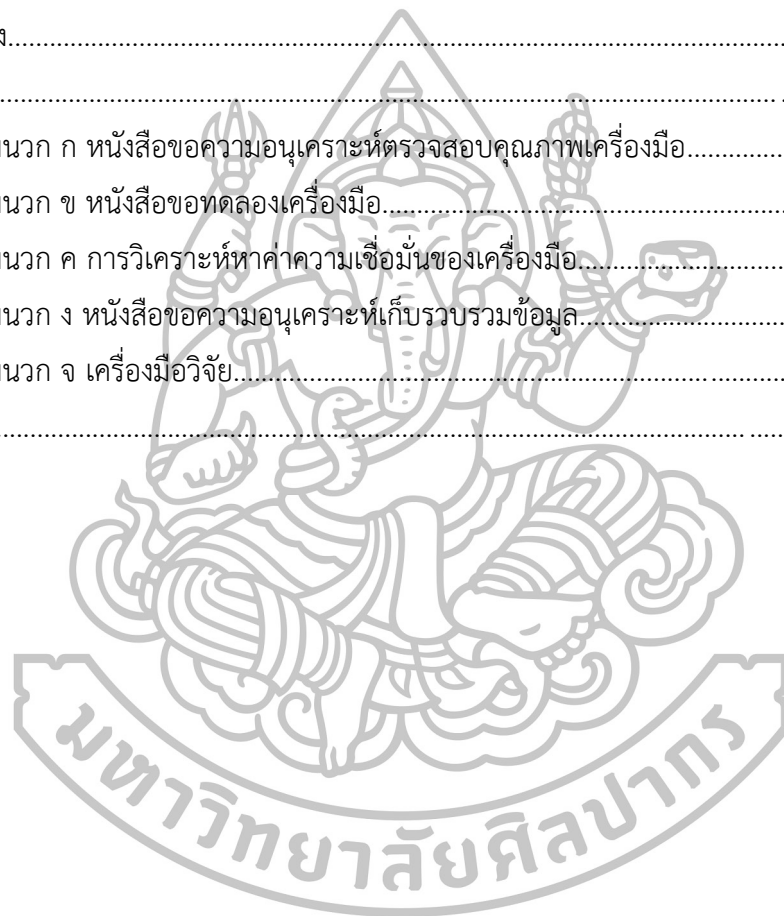 ง.......................................................................................................
.......................................................................................................
นวก ก หนังสือขอความอนุเคราะห์ตรวจสอบคุณภาพเครื่องมือ.............
นวก ข หนังสือขอทดลองเครื่องมือ.......................................................
นวก ค การวิเคราะห์หาค่าความเชื่อมั่นของเครื่องมือ............................
นวก ง หนังสือขอความอนุเคราะห์เก็บรวบรวมข้อมูล............................
นวก จ เครื่องมือวิจัย..........................................................................
.......................................................................................................
มหาวิทยาลัยศิลปากร